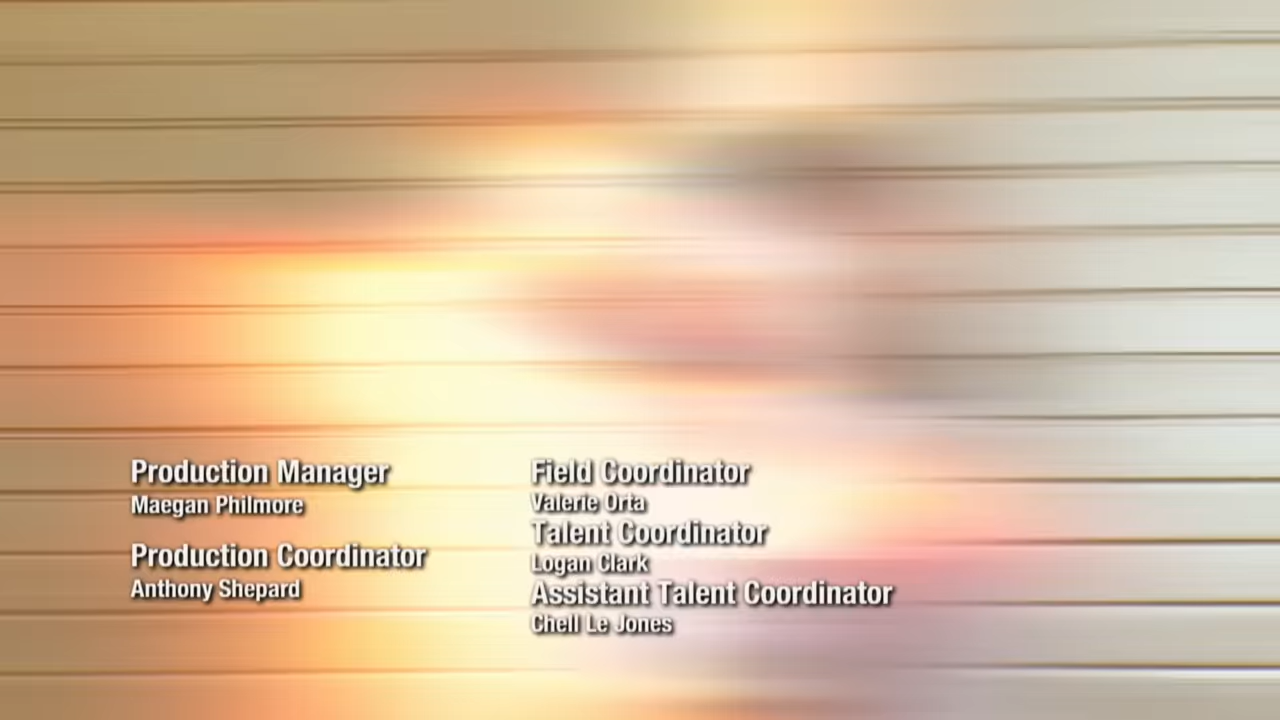 Production Manager
Maegan Philmore
Production Coordinator
Anthony Shepard
Field Coordinator
Valerie Orta
Talent Coordinator
Logan Clark
Assistant Talent Coordinator
Chell Le Jones